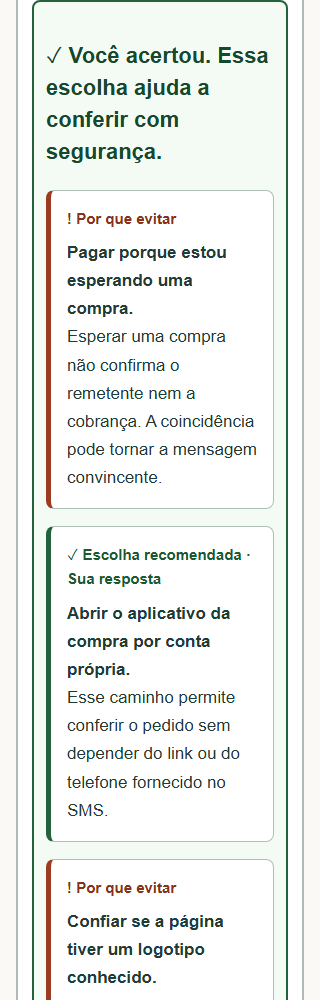 ✓ Você acertou. Essa
escolha ajuda a
conferir com
segurança.
! Por que evitar
Pagar porque estou
esperando uma
compra.
Esperar uma compra
não confirma o
remetente nem a
cobrança. A coincidência
pode tornar a mensagem
convincente.
✓ Escolha recomendada ·
Sua resposta
Abrir o aplicativo da
compra por conta
própria.
Esse caminho permite
conferir o pedido sem
depender do link ou do
telefone fornecido no
SMS.
! Por que evitar
Confiar se a página
tiver um logotipo
conhecido.